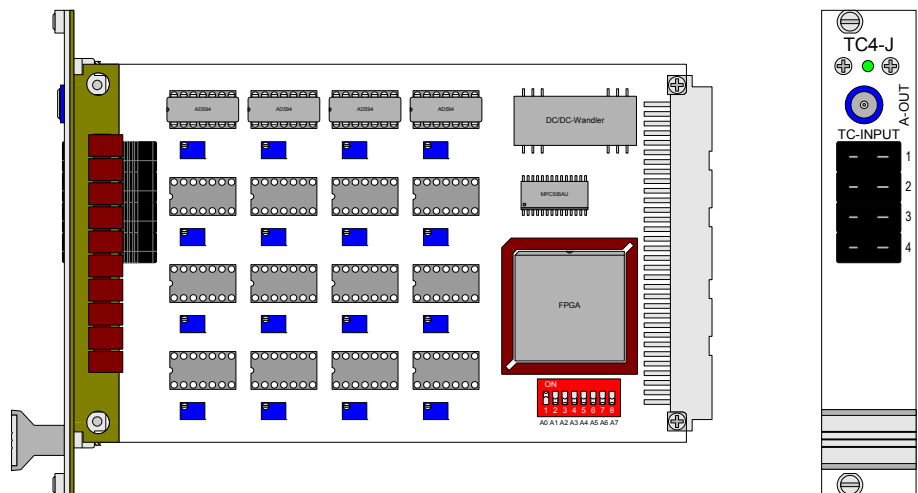 TC4-J
A-OUT
TC-INPUT
1
2
3
4
AD594 AD594 AD594 AD594
DC/DC-Wandler
MPC506AU
FPGA
ON
1 2 3 4 5 6 7 8
A0 A1 A2 A3 A4 A5 A6 A7